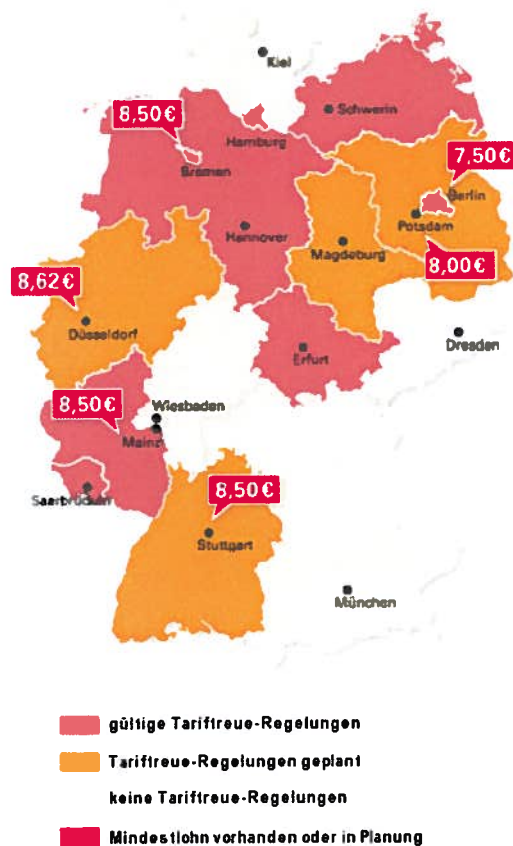 Kiel
Schwerin
8,50€
Hamburg
Bremen
7,50€
Berlin
Potsdam
Hannover
Magdeburg
8,00€
8,62€
Düsseldorf
Dresden
Erfurt
Wiesbaden
8,50€
Mainz
Saarbrücken
8,50€
Stuttgart
München
gültige Tariftreue-Regelungen
Tariftreue-Regelungen geplant
keine Tariftreue-Regelungen
Mindestlohn vorhanden oder in Planung